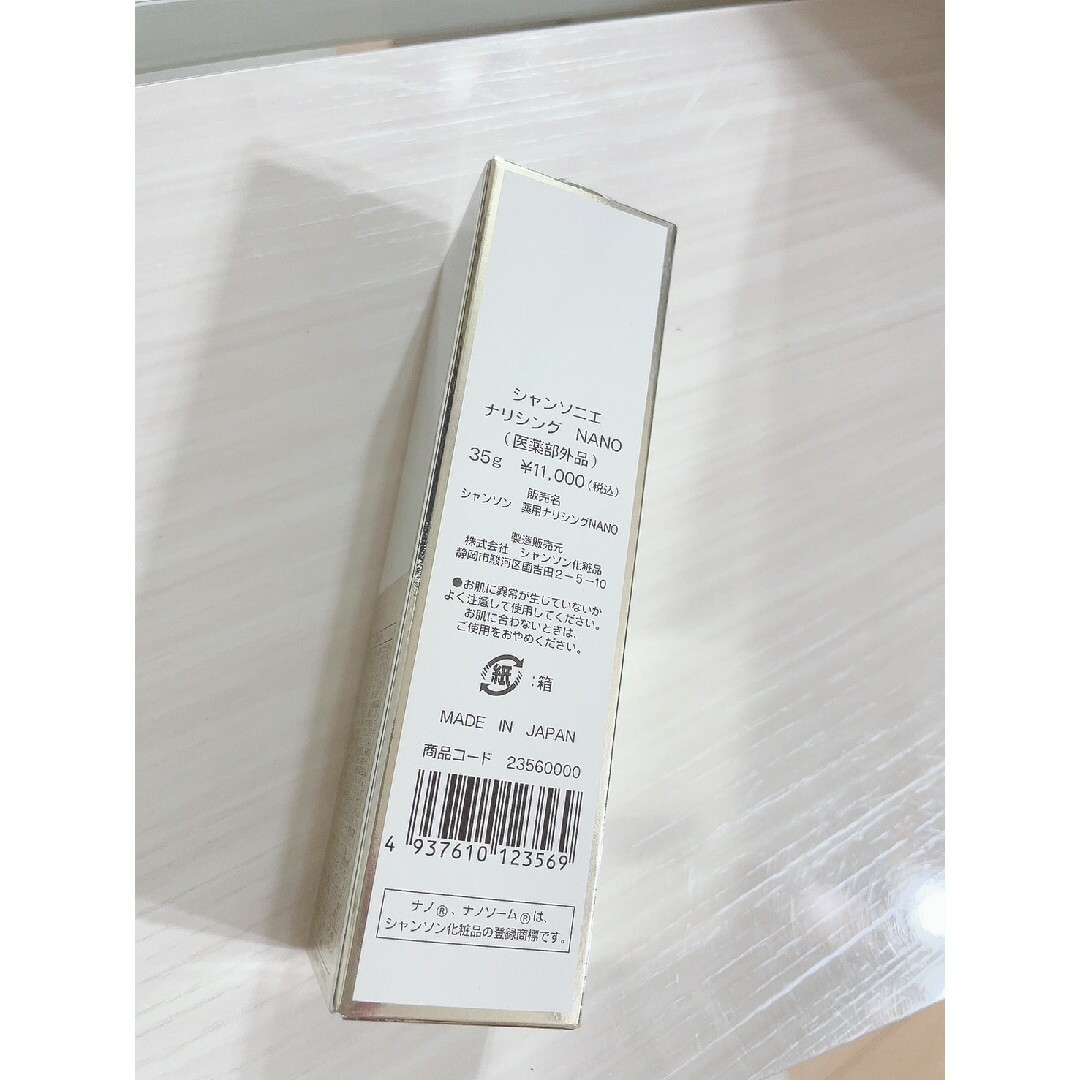 シャンソニエ
ナリシング NANO
(医薬部外品)
35g ¥11,000(税込)
販売名
シャンソン 薬用ナリシングNANO
製造販売元
株式会社 シャンソン化粧品
静岡市駿河区国吉田2-5-10
●お肌に異常が生じていないか
よく注意して使用してください。
お肌に合わないときは、
ご使用をおやめください。
紙 :箱
MADE IN JAPAN
商品コード 23560000
4 937610 123569
ナノ®、ナノソーム®は、
シャンソン化粧品の登録商標です。